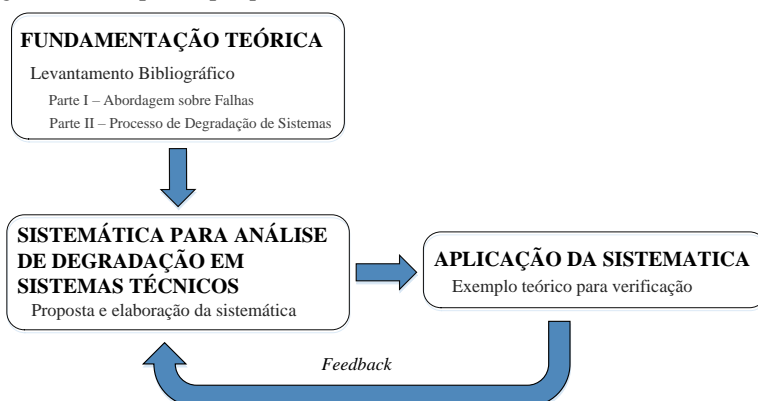 FUNDAMENTAÇÃO TEÓRICA
Levantamento Bibliográfico
Parte I – Abordagem sobre Falhas
Parte II – Processo de Degradação de Sistemas
SISTEMÁTICA PARA ANÁLISE
DE DEGRADAÇÃO EM
SISTEMAS TÉCNICOS
Proposta e elaboração da sistemática
APLICAÇÃO DA SISTEMATICA
Exemplo teórico para verificação
Feedback